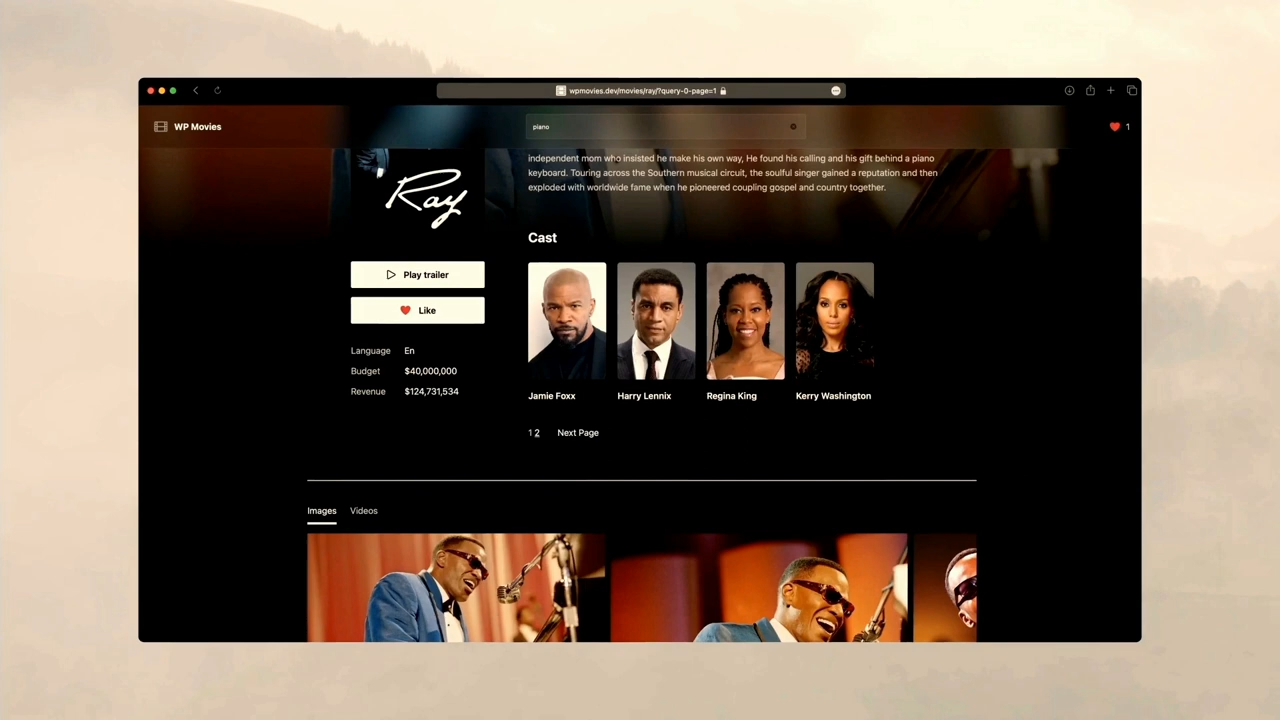 wpmovies.dev/movies/ray/?query-0-page=1
WP Movies
piano
1
independent mom who insisted he make his own way, He found his calling and his gift behind a piano
keyboard. Touring across the Southern musical circuit, the soulful singer gained a reputation and then
exploded with worldwide fame when he pioneered coupling gospel and country together.
Ray
Cast
Play trailer
Like
Language En
Budget $40,000,000
Revenue $124,731,534
Jamie Foxx
Harry Lennix
Regina King
Kerry Washington
1 2 Next Page
Images Videos